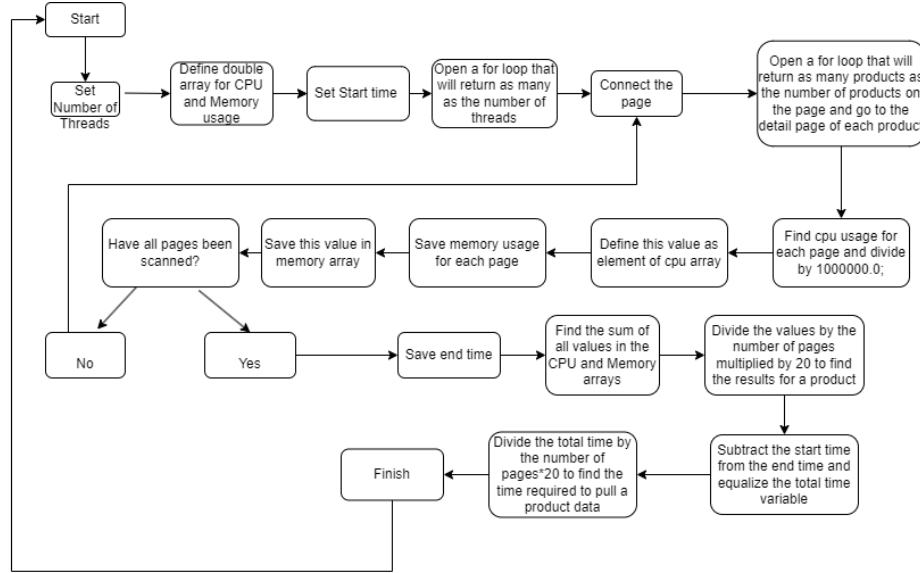 Start
Set
Number of
Threads
Define double
array for CPU
and Memory
usage
Set Start time
Open a for loop that
will return as many
as the number of
threads
Connect the
page
Open a for loop that will
return as many products as
the number of products on
the page and go to the
detail page of each product
Find cpu usage for
each page and divide
by 1000000.0;
Define this value as
element of cpu array
Save memory usage
for each page
Save this value in
memory array
Have all pages been
scanned?
No
Yes
Save end time
Find the sum of
all values in the
CPU and Memory
arrays
Divide the values by the
number of pages
multiplied by 20 to find
the results for a product
Subtract the start time
from the end time and
equalize the total time
variable
Divide the total time by
the number of
pages*20 to find the
time required to pull a
product data
Finish